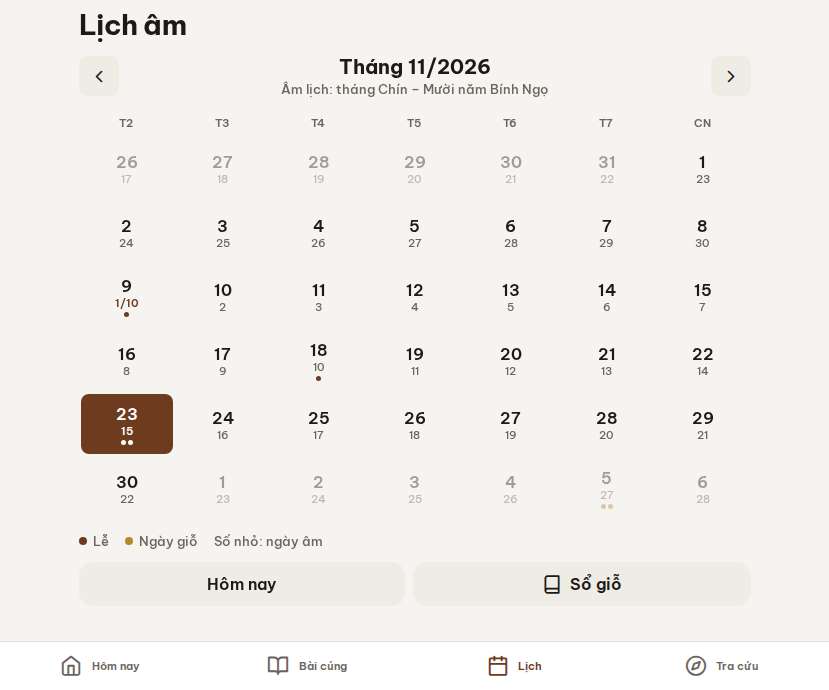 Lịch âm
Tháng 11/2026
Âm lịch: tháng Chín – Mười năm Bính Ngọ
T2 T3 T4 T5 T6 T7 CN
26 27 28 29 30 31 1
17 18 19 20 21 22 23
2 3 4 5 6 7 8
24 25 26 27 28 29 30
9 10 11 12 13 14 15
1/10 2 3 4 5 6 7
16 17 18 19 20 21 22
8 9 10 11 12 13 14
23 24 25 26 27 28 29
15 16 17 18 19 20 21
30 1 2 3 4 5 6
22 23 24 25 26 27 28
Lễ Ngày giỗ Số nhỏ: ngày âm
Hôm nay Sổ giỗ
Hôm nay Bài cúng Lịch Tra cứu